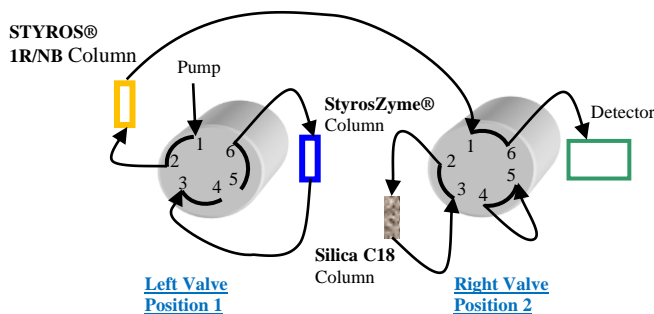 STYROS®
1R/NB Column
Pump
StyrosZyme®
Column
Detector
1
2
3
4
5
6
1
2
3
4
5
6
Silica C18
Column
Left Valve
Position 1
Right Valve
Position 2